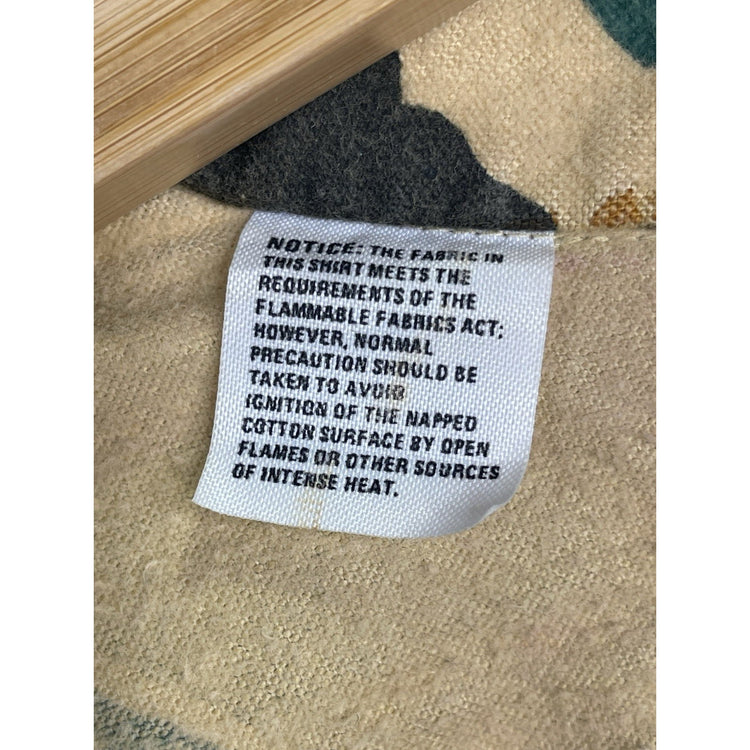 NOTICE: THE FABRIC IN
THIS SHIRT MEETS THE
REQUIREMENTS OF THE
FLAMMABLE FABRICS ACT;
HOWEVER, NORMAL
PRECAUTION SHOULD BE
TAKEN TO AVOID
IGNITION OF THE NAPPED
COTTON SURFACE BY OPEN
FLAMES OR OTHER SOURCES
OF INTENSE HEAT.